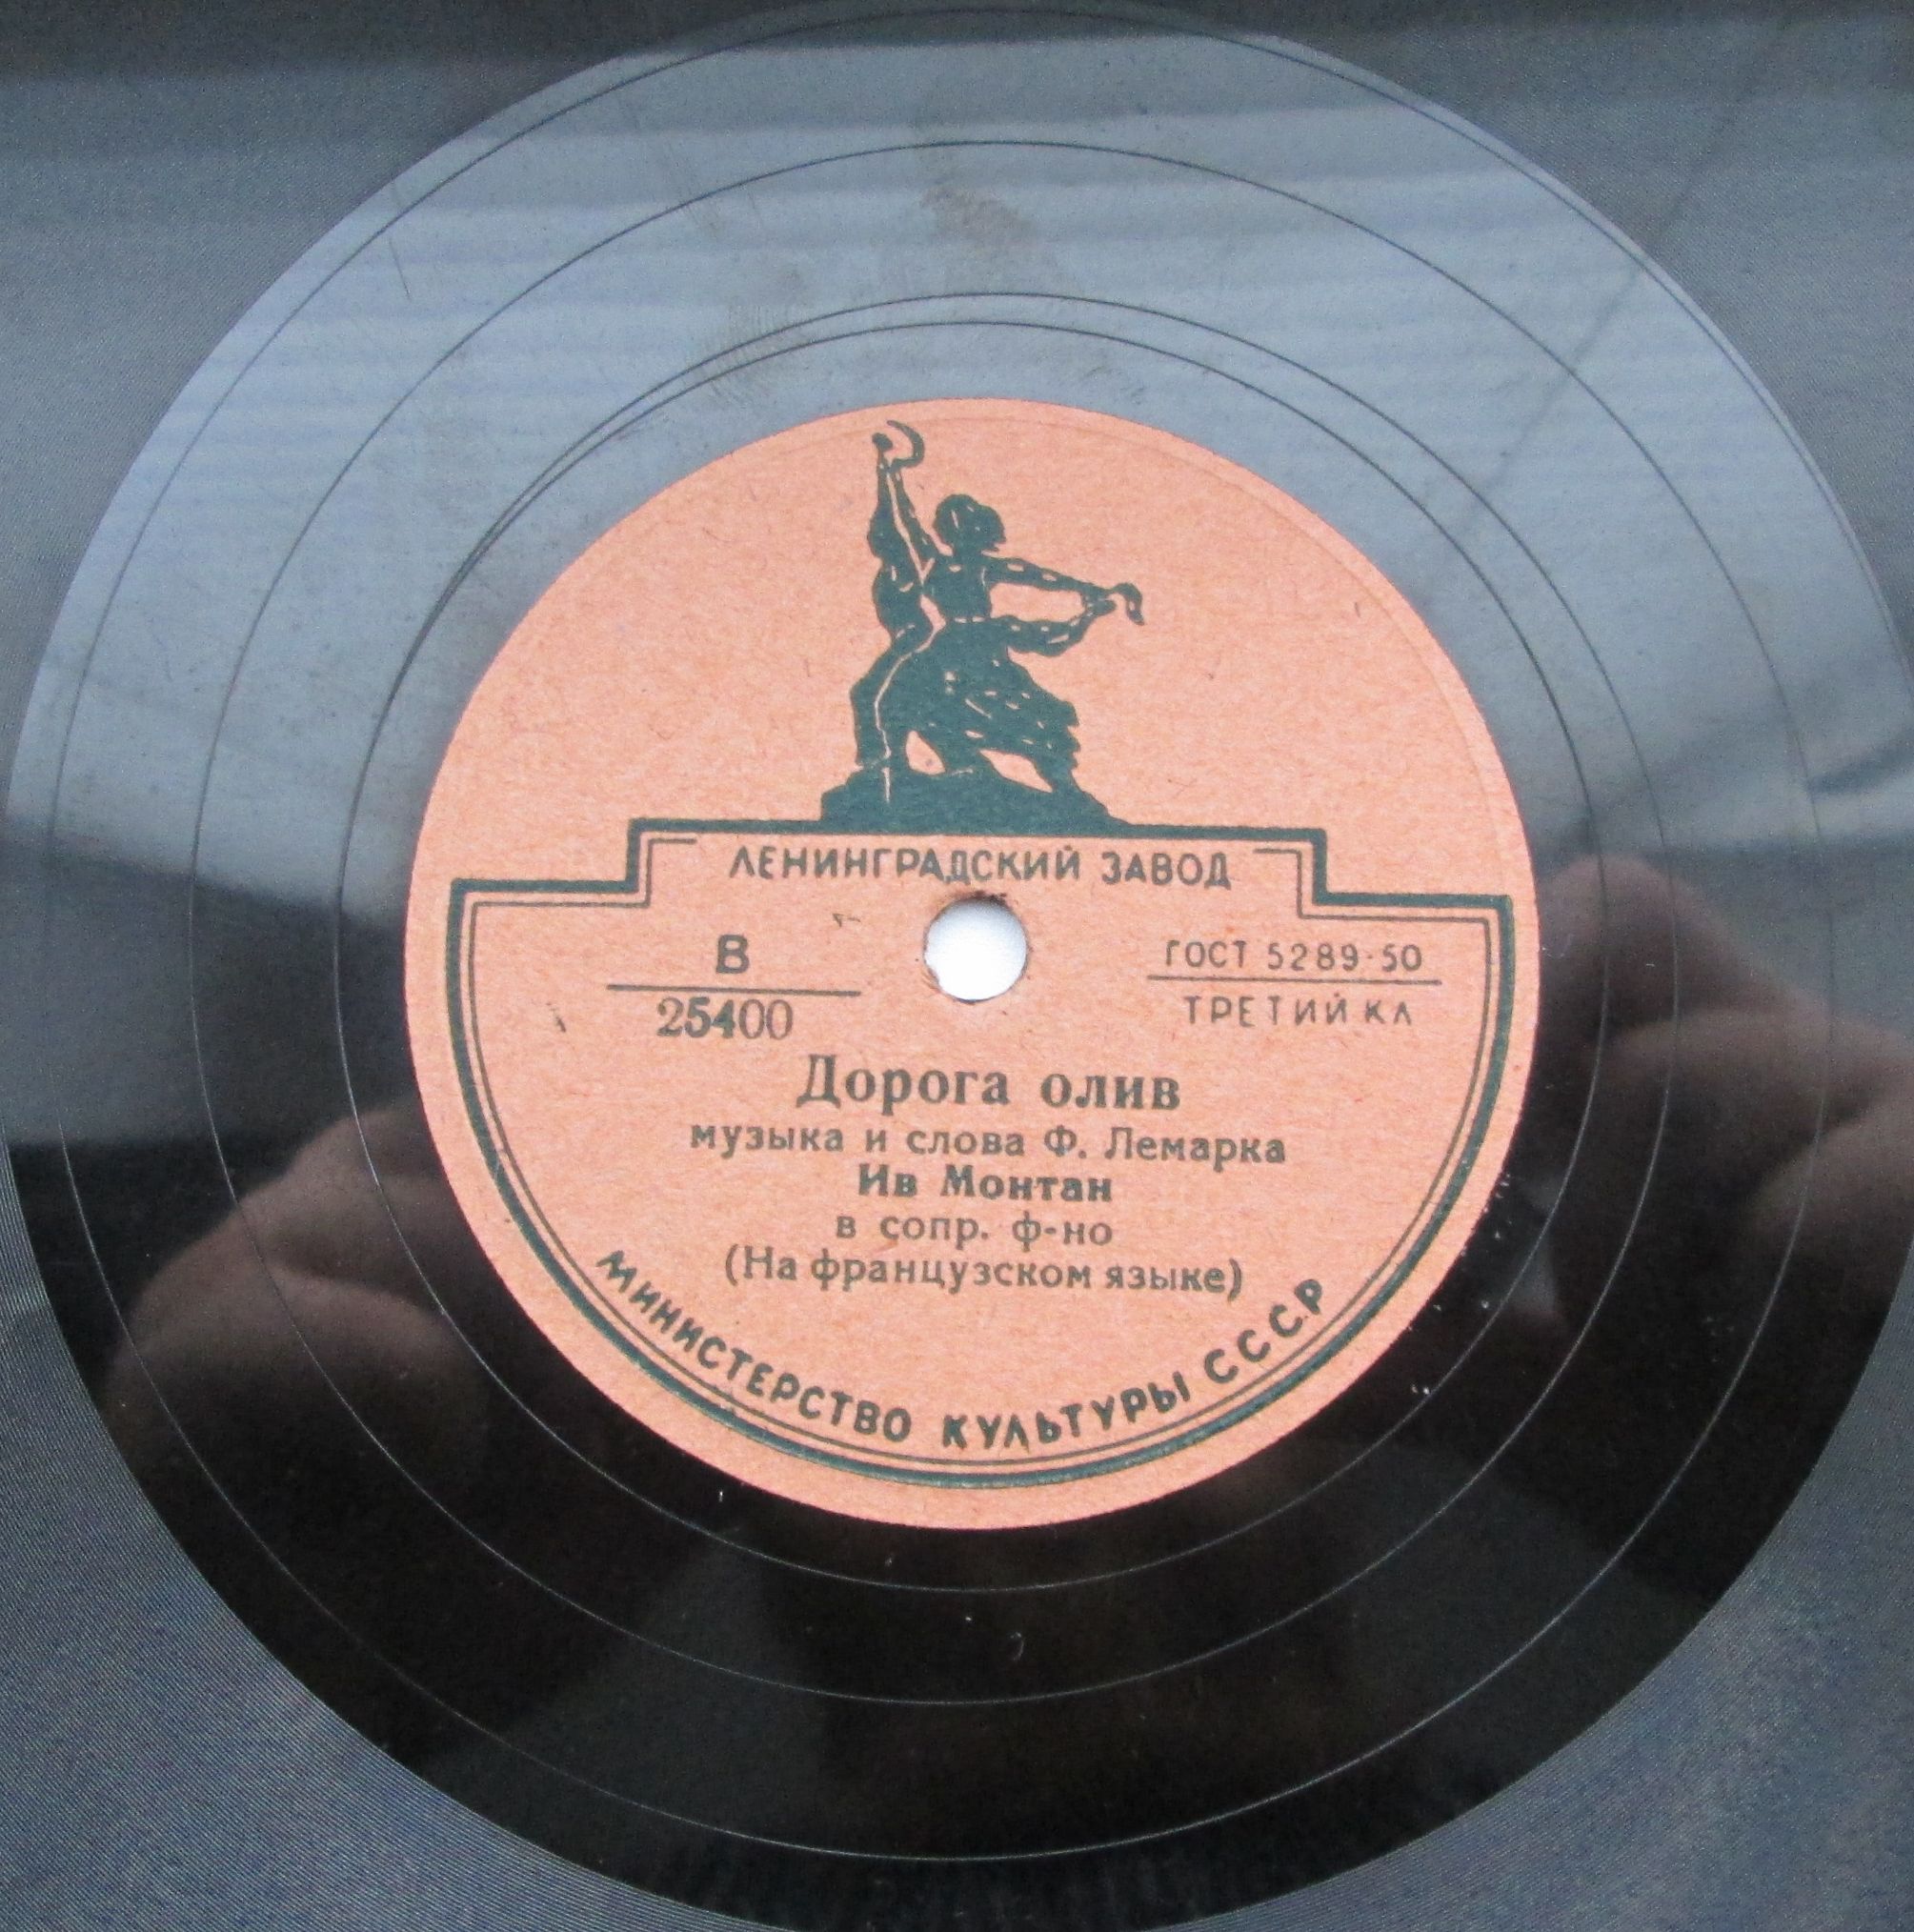 ЛЕНИНГРАДСКИЙ ЗАВОД
В
25400
ГОСТ 5289-50
ТРЕТИЙ КЛ
Дорога олив
музыка и слова Ф. Лемарка
Ив Монтан
в сопр. ф-но
(На французском языке)
МИНИСТЕРСТВО КУЛЬТУРЫ СССР